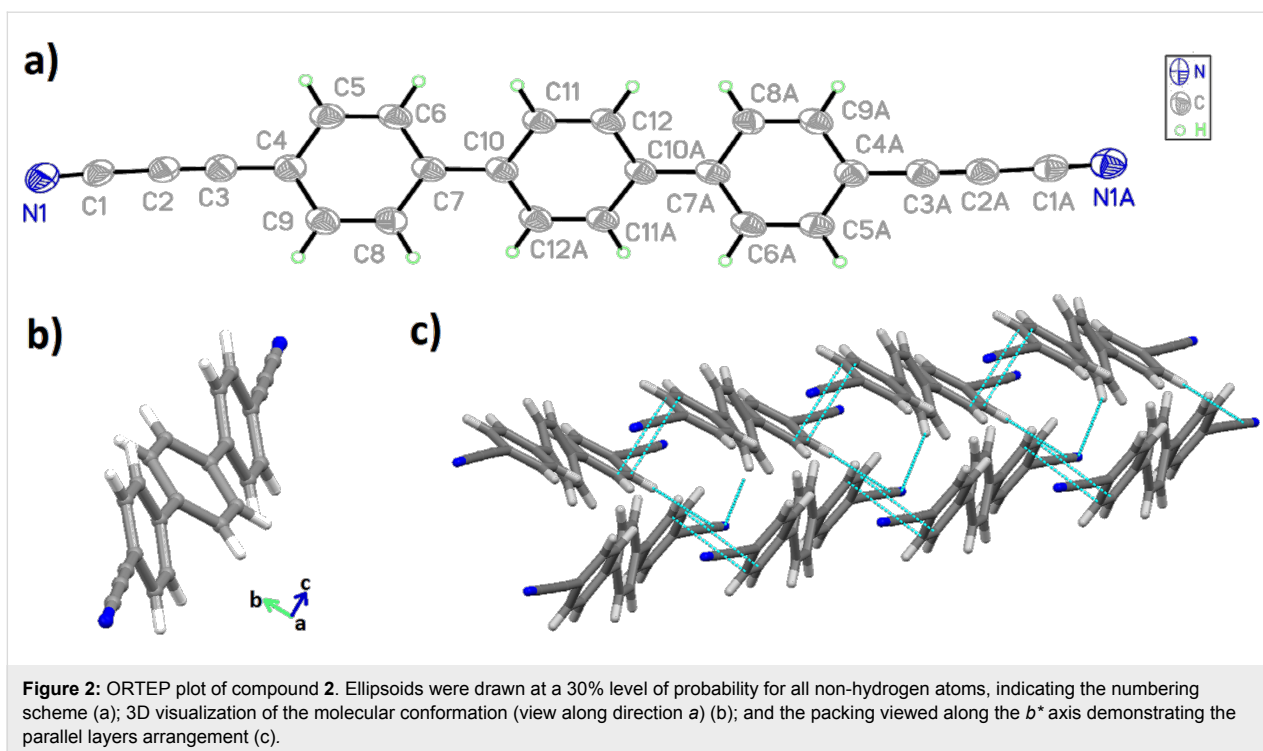 a)
N
C
H
C5
C6
C11
C12
C8A
C9A
C4
C10
C10A
C4A
N1
C1
C2
C3
C7
C7A
C3A
C2A
C1A
N1A
C9
C8
C12A
C11A
C6A
C5A
b)
c)
b
c
a
Figure 2: ORTEP plot of compound 2. Ellipsoids were drawn at a 30% level of probability for all non-hydrogen atoms, indicating the numbering
scheme (a); 3D visualization of the molecular conformation (view along direction a) (b); and the packing viewed along the b* axis demonstrating the
parallel layers arrangement (c).